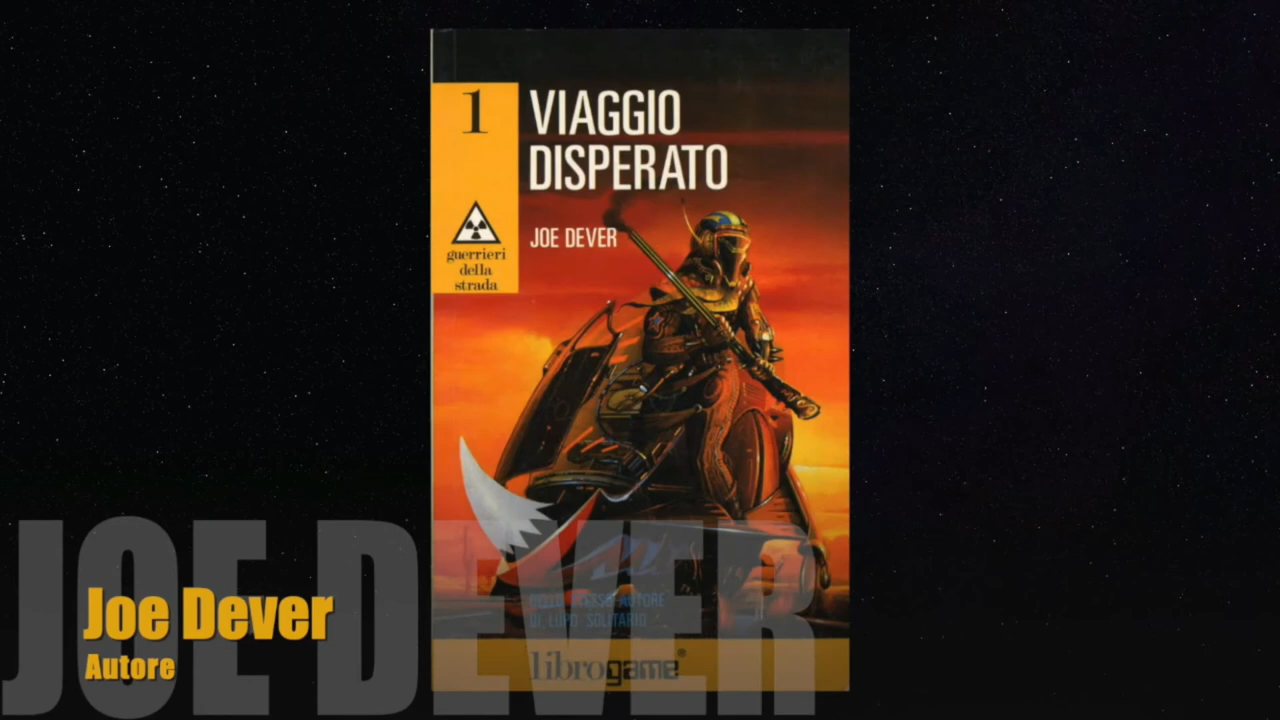 1
VIAGGIO
DISPERATO
JOE DEVER
guerrieri
della
strada
DELLO STESSO AUTORE
DI LUPO SOLITARIO
librogame®
JOE DEVER
Joe Dever
Autore